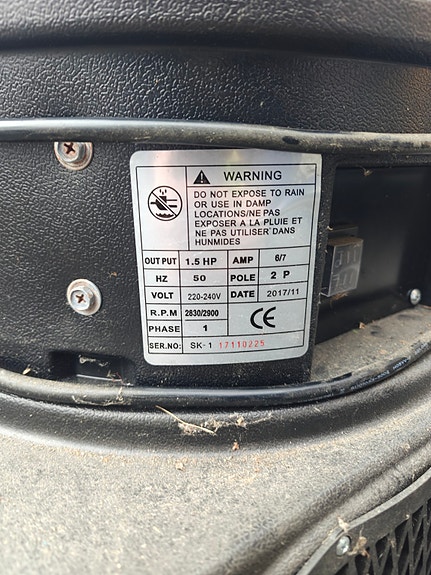 WARNING
DO NOT EXPOSE TO RAIN
OR USE IN DAMP
LOCATIONS/NE PAS
EXPOSER A LA PLUIE ET
NE PAS UTILISER DANS
HUNMIDES
OUT PUT 1.5 HP AMP 6/7
HZ 50 POLE 2 P
VOLT 220-240V DATE 2017/11
R.P.M 2830/2900 CE
PHASE 1
SER.NO: SK-1 17110225